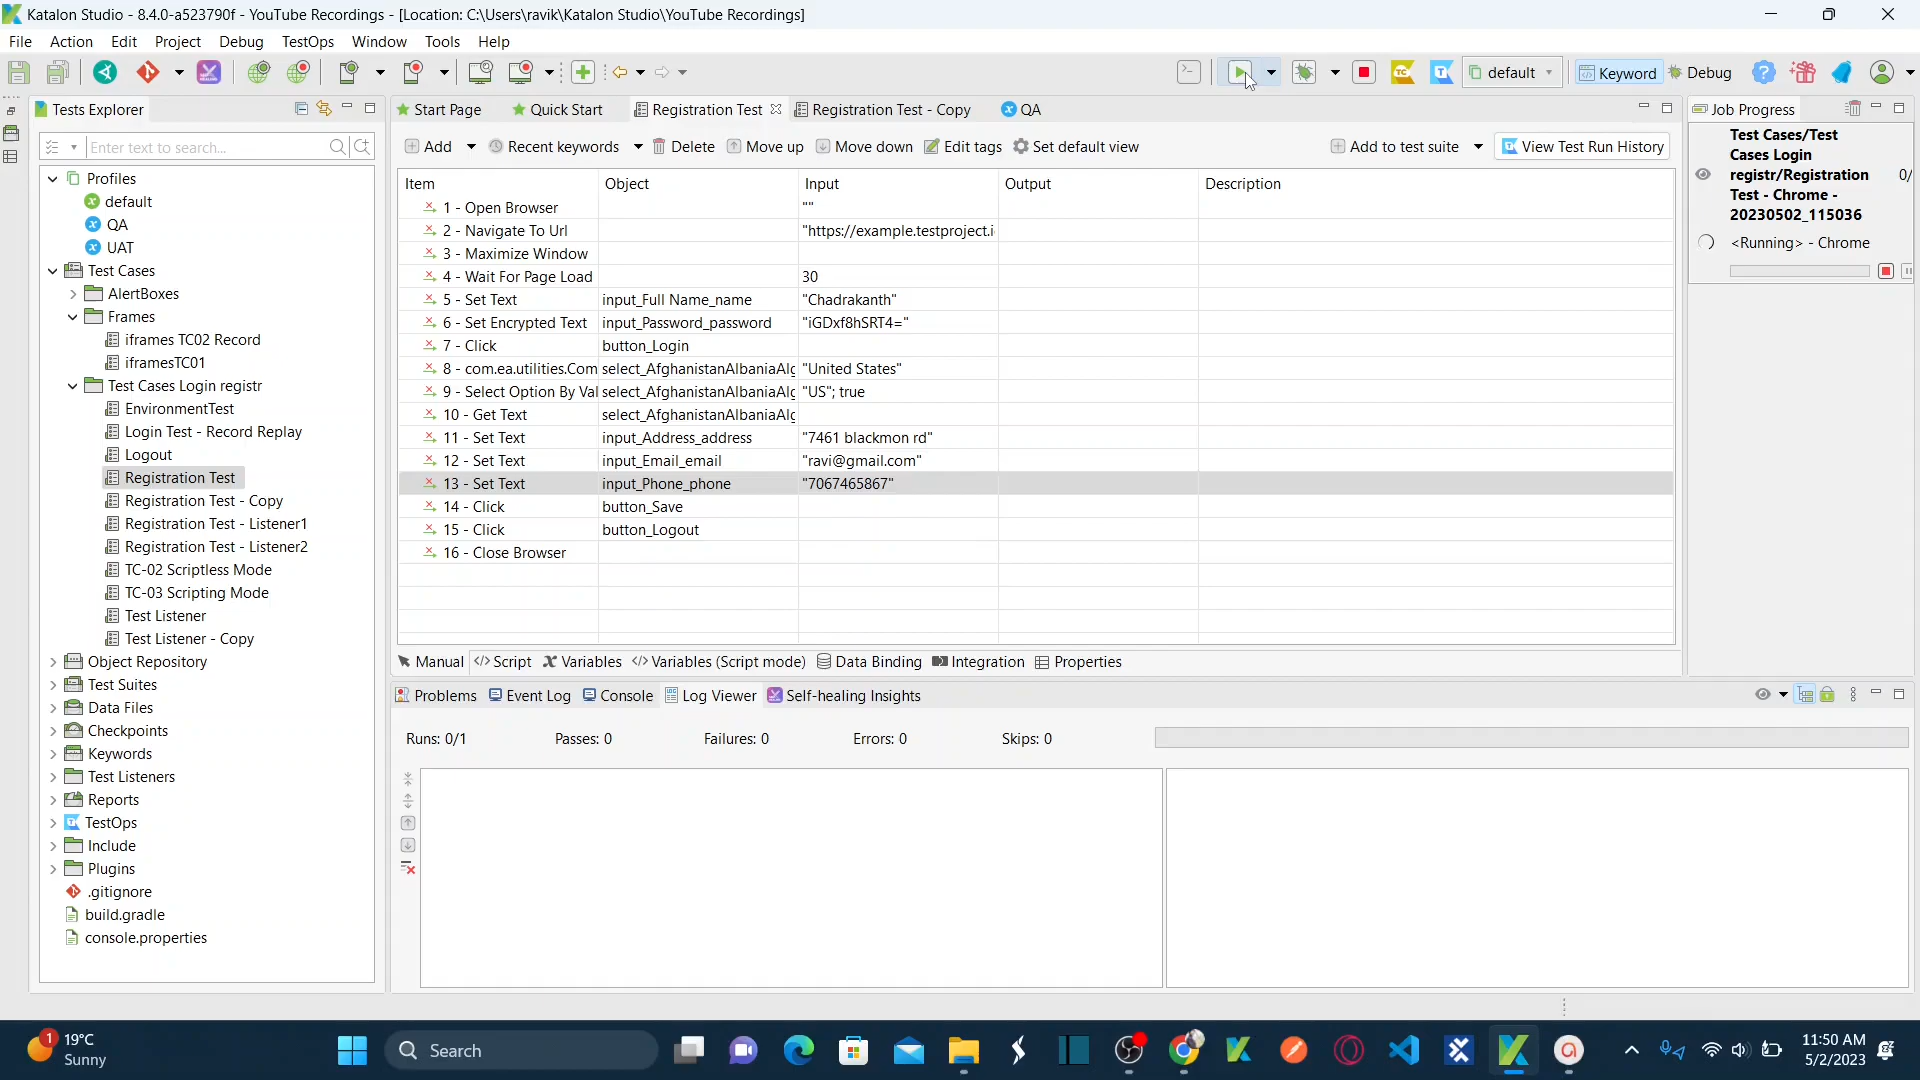 Katalon Studio - 8.4.0-a523790f - YouTube Recordings - [Location: C:\Users\ravik\Katalon Studio\YouTube Recordings]
File Action Edit Project Debug TestOps Window Tools Help
default Keyword Debug
Tests Explorer
Start Page Quick Start Registration Test Registration Test - Copy QA
Job Progress
Enter text to search...
Add Recent keywords Delete Move up Move down Edit tags Set default view Add to test suite View Test Run History
Profiles
default
QA
UAT
Test Cases
AlertBoxes
Frames
iframes TC02 Record
iframesTC01
Test Cases Login registr
EnvironmentTest
Login Test - Record Replay
Logout
Registration Test
Registration Test - Copy
Registration Test - Listener1
Registration Test - Listener2
TC-02 Scriptless Mode
TC-03 Scripting Mode
Test Listener
Test Listener - Copy
Object Repository
Test Suites
Data Files
Checkpoints
Keywords
Test Listeners
Reports
TestOps
Include
Plugins
.gitignore
build.gradle
console.properties
Item Object Input Output Description
1 - Open Browser ""
2 - Navigate To Url "https://example.testproject.i
3 - Maximize Window
4 - Wait For Page Load 30
5 - Set Text input_Full Name_name "Chadrakanth"
6 - Set Encrypted Text input_Password_password "iGDxf8hSRT4="
7 - Click button_Login
8 - com.ea.utilities.Com select_AfghanistanAlbaniaAlg "United States"
9 - Select Option By Val select_AfghanistanAlbaniaAlg "US"; true
10 - Get Text select_AfghanistanAlbaniaAlg
11 - Set Text input_Address_address "7461 blackmon rd"
12 - Set Text input_Email_email "ravi@gmail.com"
13 - Set Text input_Phone_phone "7067465867"
14 - Click button_Save
15 - Click button_Logout
16 - Close Browser
Manual Script Variables Variables (Script mode) Data Binding Integration Properties
Problems Event Log Console Log Viewer Self-healing Insights
Runs: 0/1 Passes: 0 Failures: 0 Errors: 0 Skips: 0
Test Cases/Test
Cases Login
registr/Registration 0/
Test - Chrome -
20230502_115036
<Running> - Chrome
1 19°C
Sunny
Search
11:50 AM
5/2/2023